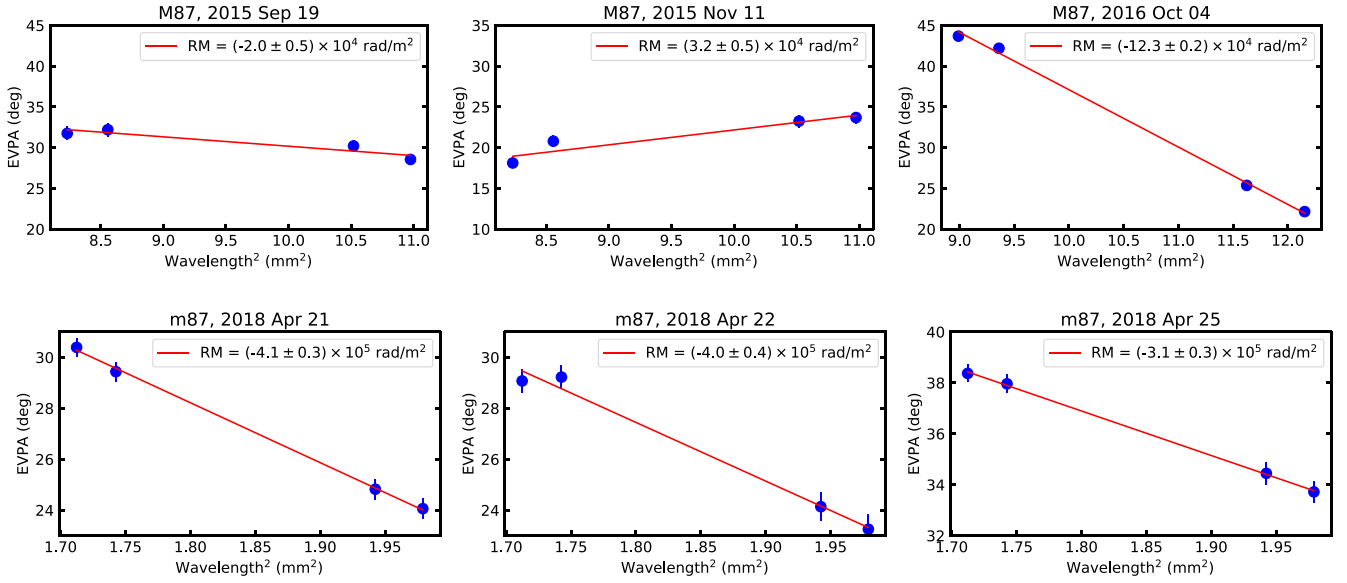 M87, 2015 Sep 19
RM = (-2.0 ± 0.5) × 10⁴ rad/m²
EVPA (deg)
45
40
35
30
25
20
8.5 9.0 9.5 10.0 10.5 11.0
Wavelength² (mm²)
M87, 2015 Nov 11
RM = (3.2 ± 0.5) × 10⁴ rad/m²
EVPA (deg)
35
30
25
20
15
10
8.5 9.0 9.5 10.0 10.5 11.0
Wavelength² (mm²)
M87, 2016 Oct 04
RM = (-12.3 ± 0.2) × 10⁴ rad/m²
EVPA (deg)
45
40
35
30
25
20
9.0 9.5 10.0 10.5 11.0 11.5 12.0
Wavelength² (mm²)
m87, 2018 Apr 21
RM = (-4.1 ± 0.3) × 10⁵ rad/m²
EVPA (deg)
30
28
26
24
1.70 1.75 1.80 1.85 1.90 1.95
Wavelength² (mm²)
m87, 2018 Apr 22
RM = (-4.0 ± 0.4) × 10⁵ rad/m²
EVPA (deg)
30
28
26
24
1.70 1.75 1.80 1.85 1.90 1.95
Wavelength² (mm²)
m87, 2018 Apr 25
RM = (-3.1 ± 0.3) × 10⁵ rad/m²
EVPA (deg)
40
38
36
34
32
1.70 1.75 1.80 1.85 1.90 1.95
Wavelength² (mm²)